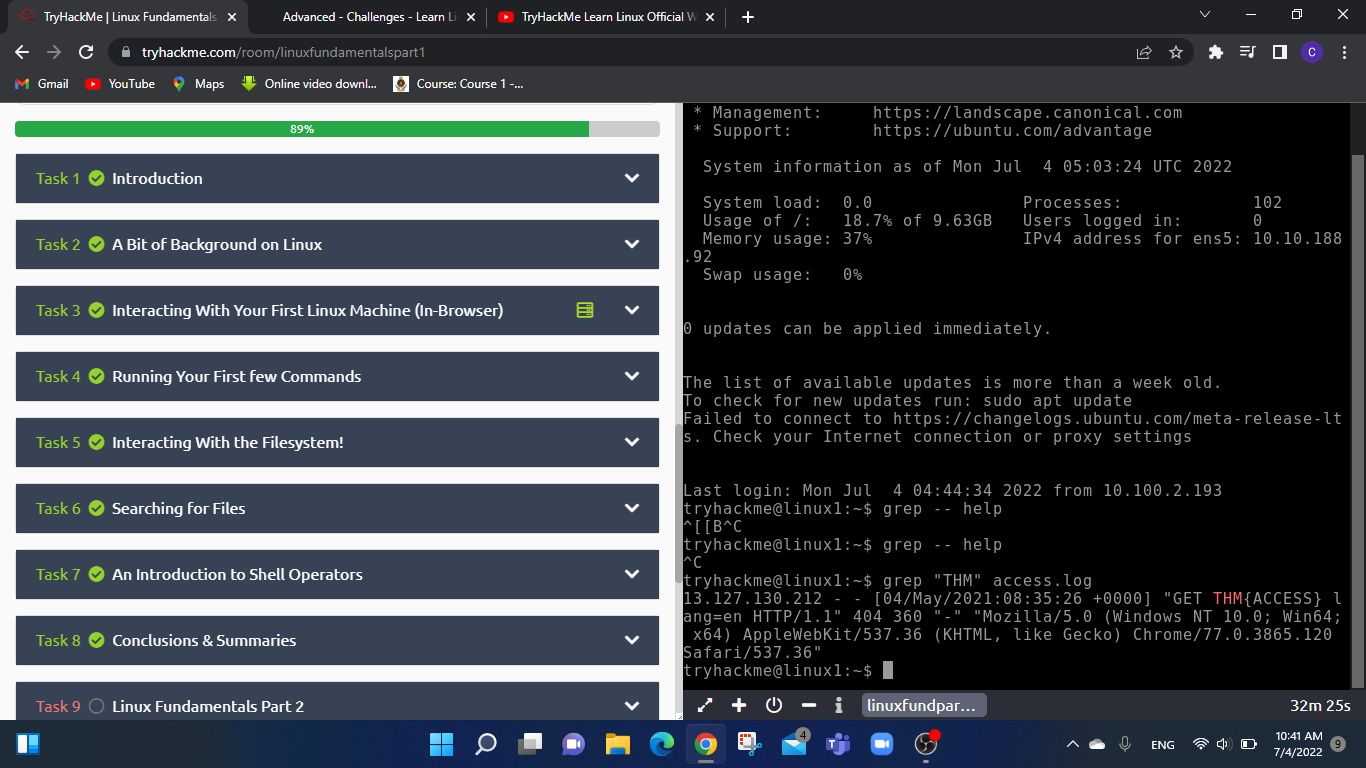 TryHackMe | Linux Fundamentals
Advanced - Challenges - Learn Li
TryHackMe Learn Linux Official W
tryhackme.com/room/linuxfundamentalspart1
C
Gmail
YouTube
Maps
Online video downl...
Course: Course 1 -...
89%
Task 1 Introduction
Task 2 A Bit of Background on Linux
Task 3 Interacting With Your First Linux Machine (In-Browser)
Task 4 Running Your First few Commands
Task 5 Interacting With the Filesystem!
Task 6 Searching for Files
Task 7 An Introduction to Shell Operators
Task 8 Conclusions & Summaries
Task 9 Linux Fundamentals Part 2
* Management: https://landscape.canonical.com
* Support: https://ubuntu.com/advantage
System information as of Mon Jul  4 05:03:24 UTC 2022
System load: 0.0 Processes: 102
Usage of /: 18.7% of 9.63GB Users logged in: 0
Memory usage: 37% IPv4 address for ens5: 10.10.188
.92
Swap usage: 0%
0 updates can be applied immediately.
The list of available updates is more than a week old.
To check for new updates run: sudo apt update
Failed to connect to https://changelogs.ubuntu.com/meta-release-lt
s. Check your Internet connection or proxy settings
Last login: Mon Jul  4 04:44:34 2022 from 10.100.2.193
tryhackme@linux1:~$ grep -- help
^[[B^C
tryhackme@linux1:~$ grep -- help
^C
tryhackme@linux1:~$ grep "THM" access.log
13.127.130.212 - - [04/May/2021:08:35:26 +0000] "GET THM{ACCESS} l
ang=en HTTP/1.1" 404 360 "-" "Mozilla/5.0 (Windows NT 10.0; Win64;
x64) AppleWebKit/537.36 (KHTML, like Gecko) Chrome/77.0.3865.120
Safari/537.36"
tryhackme@linux1:~$
linuxfundpar...
32m 25s
4
ENG
10:41 AM
7/4/2022
9